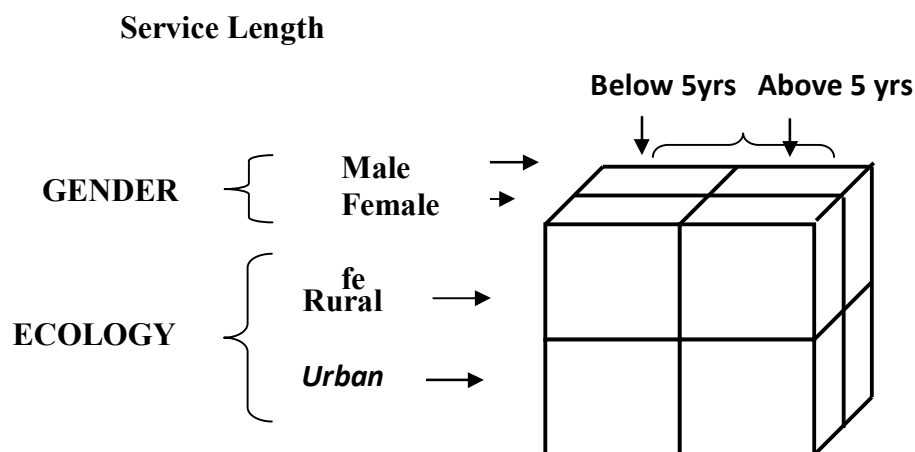 Service Length
Below 5yrs Above 5 yrs
GENDER
Male
Female
ECOLOGY
fe
Rural
Urban